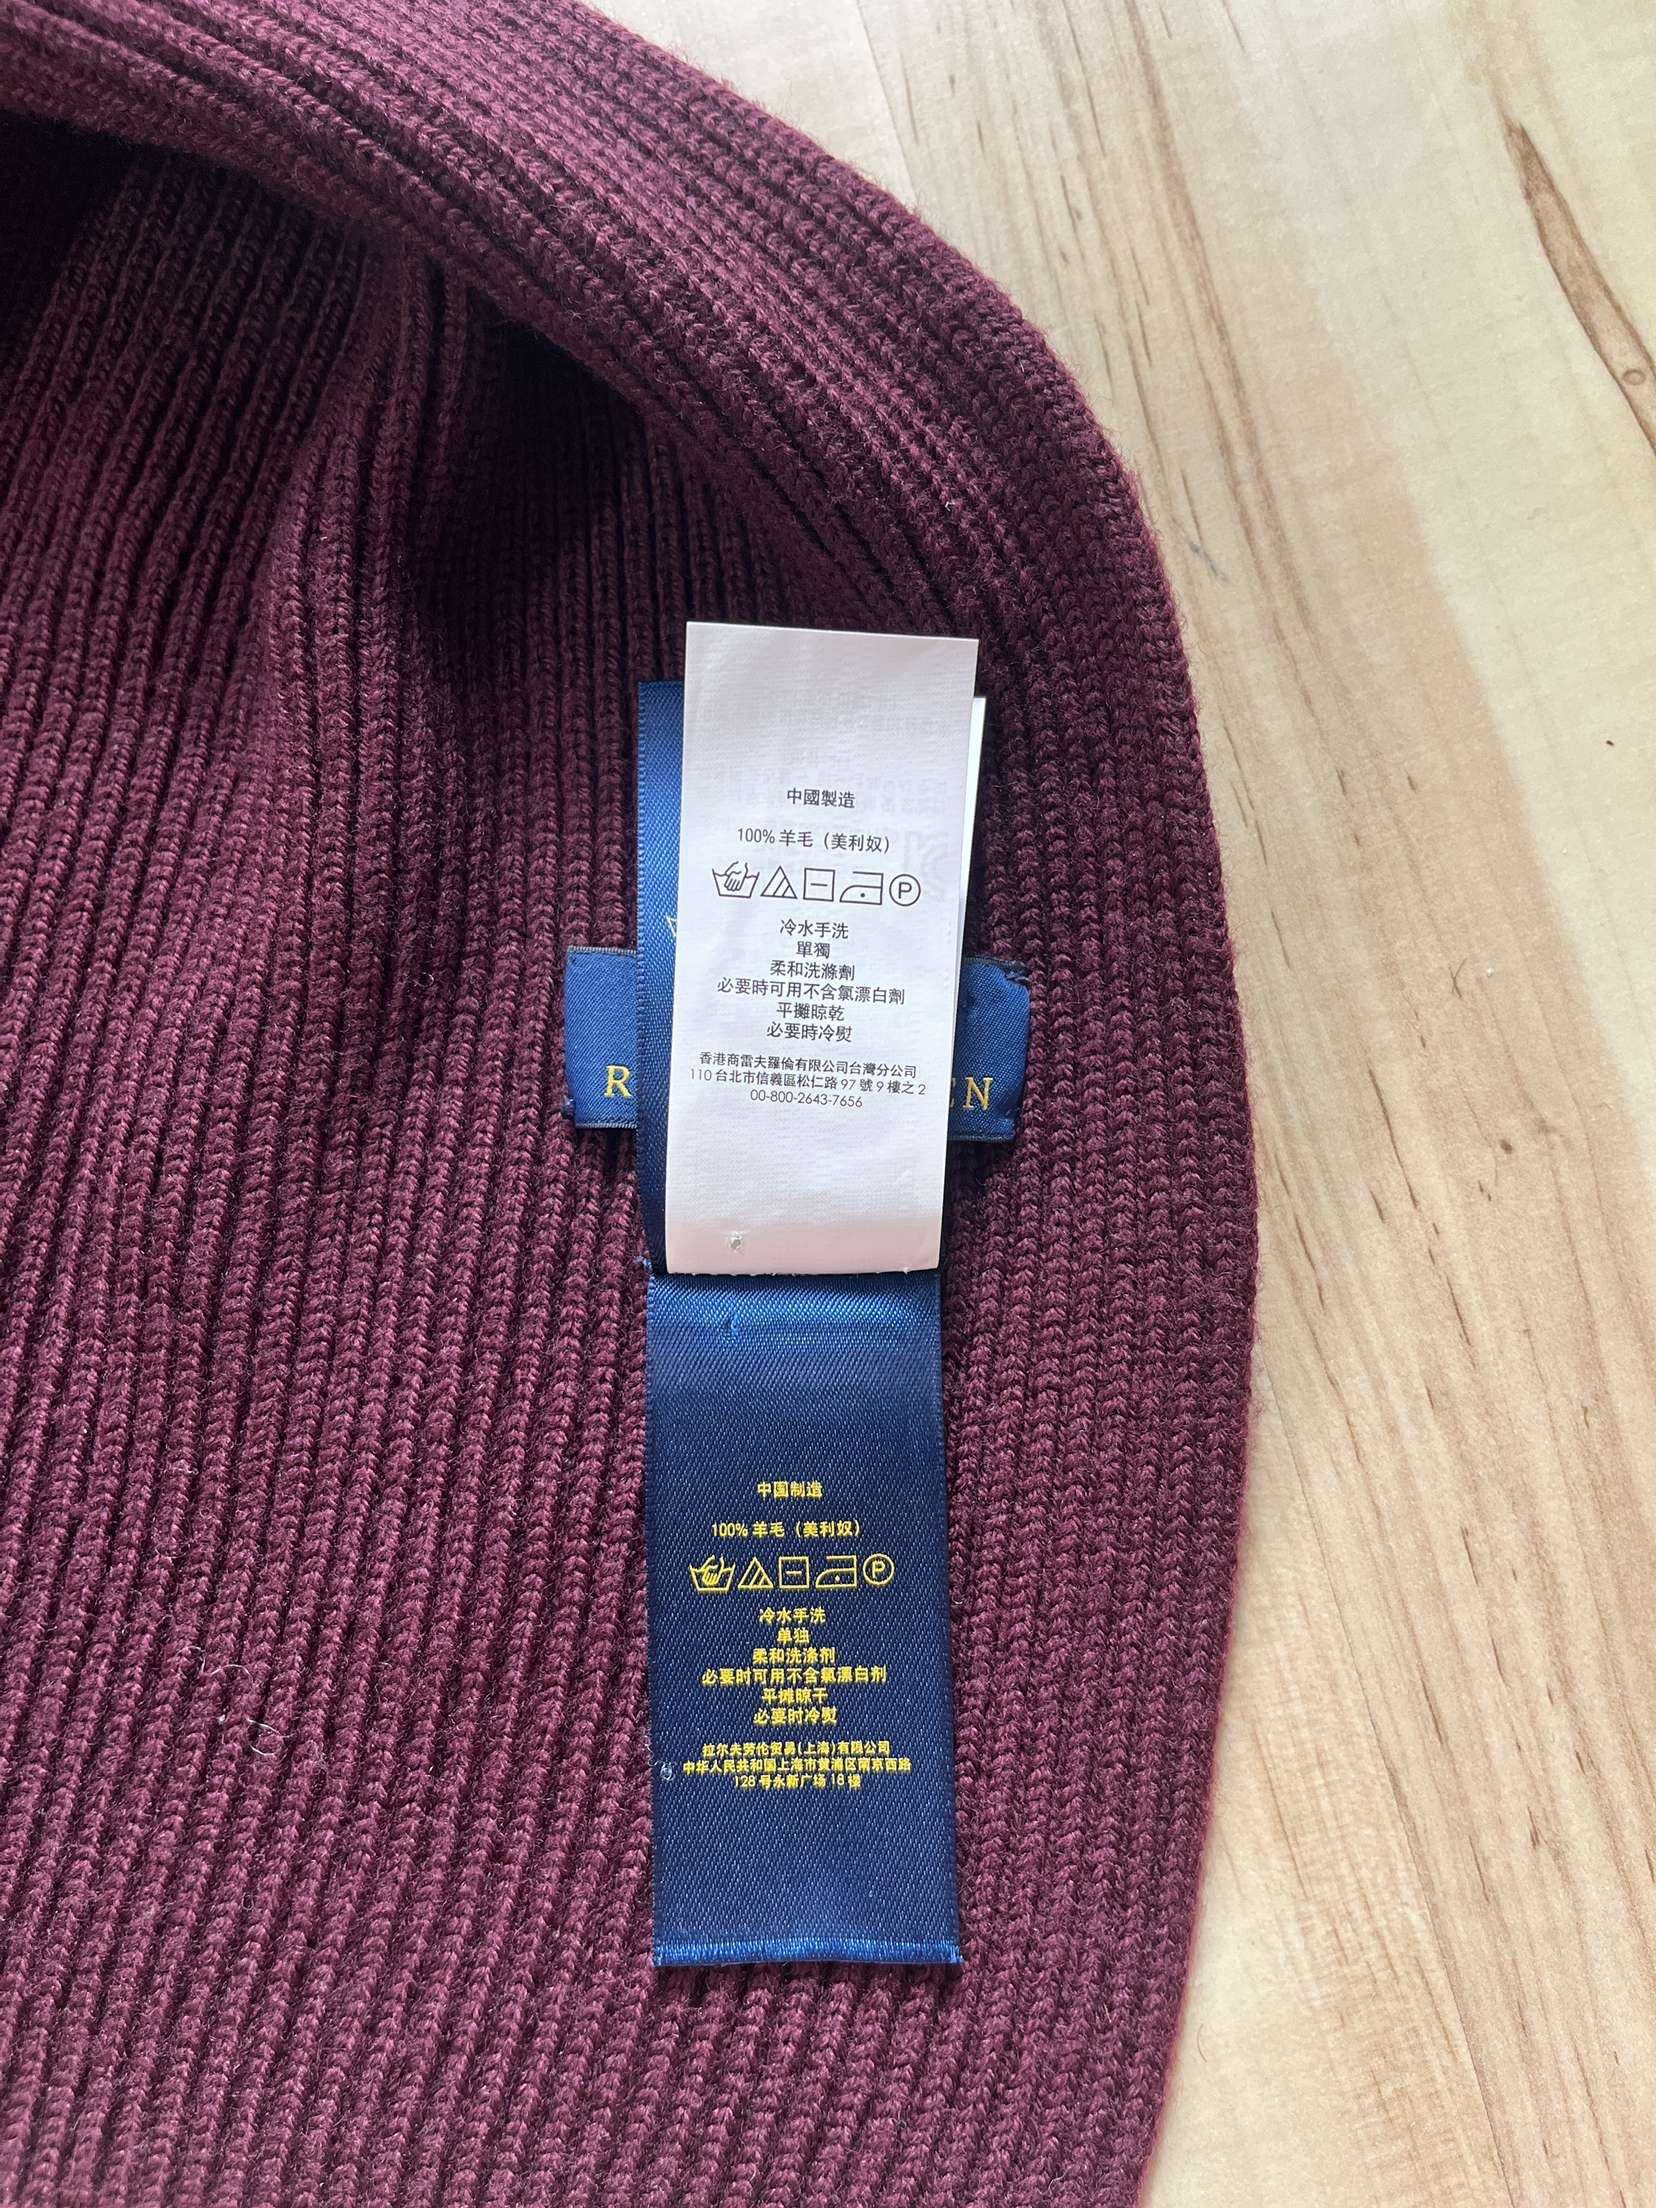 中國製造
100% 羊毛（美利奴）
P
冷水手洗
單獨
柔和洗滌劑
必要時可用不含氯漂白劑
平攤晾乾
必要時冷熨
香港商雷夫羅倫有限公司台灣分公司
110 台北市信義區松仁路 97 號 9 樓之 2
00-800-2643-7656
R EN
中国制造
100% 羊毛（美利奴）
P
冷水手洗
单独
柔和洗涤剂
必要时可用不含氯漂白剂
平摊晾干
必要时冷熨
拉尔夫劳伦贸易(上海)有限公司
中华人民共和国上海市黄浦区南京西路
128 号永新广场 18 楼